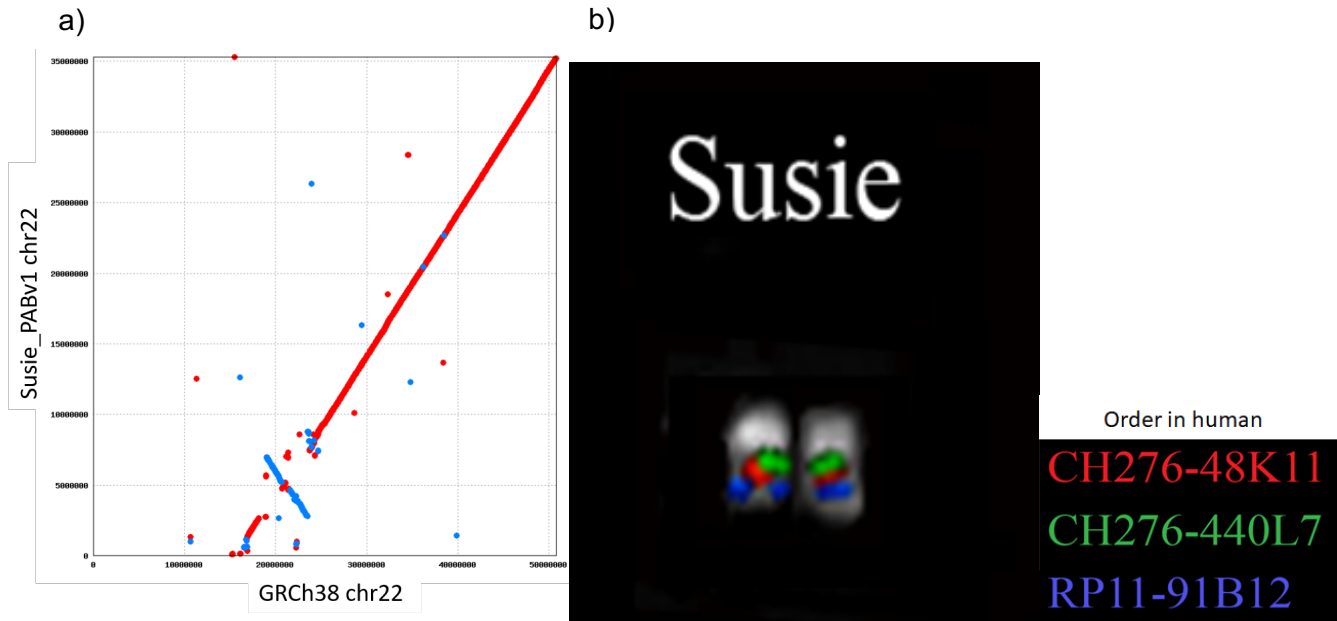 a)
b)
35000000
30000000
25000000
20000000
15000000
10000000
5000000
0
0
10000000
20000000
30000000
40000000
50000000
Susie_PABv1 chr22
GRCh38 chr22
Susie
Order in human
CH276-48K11
CH276-440L7
RP11-91B12